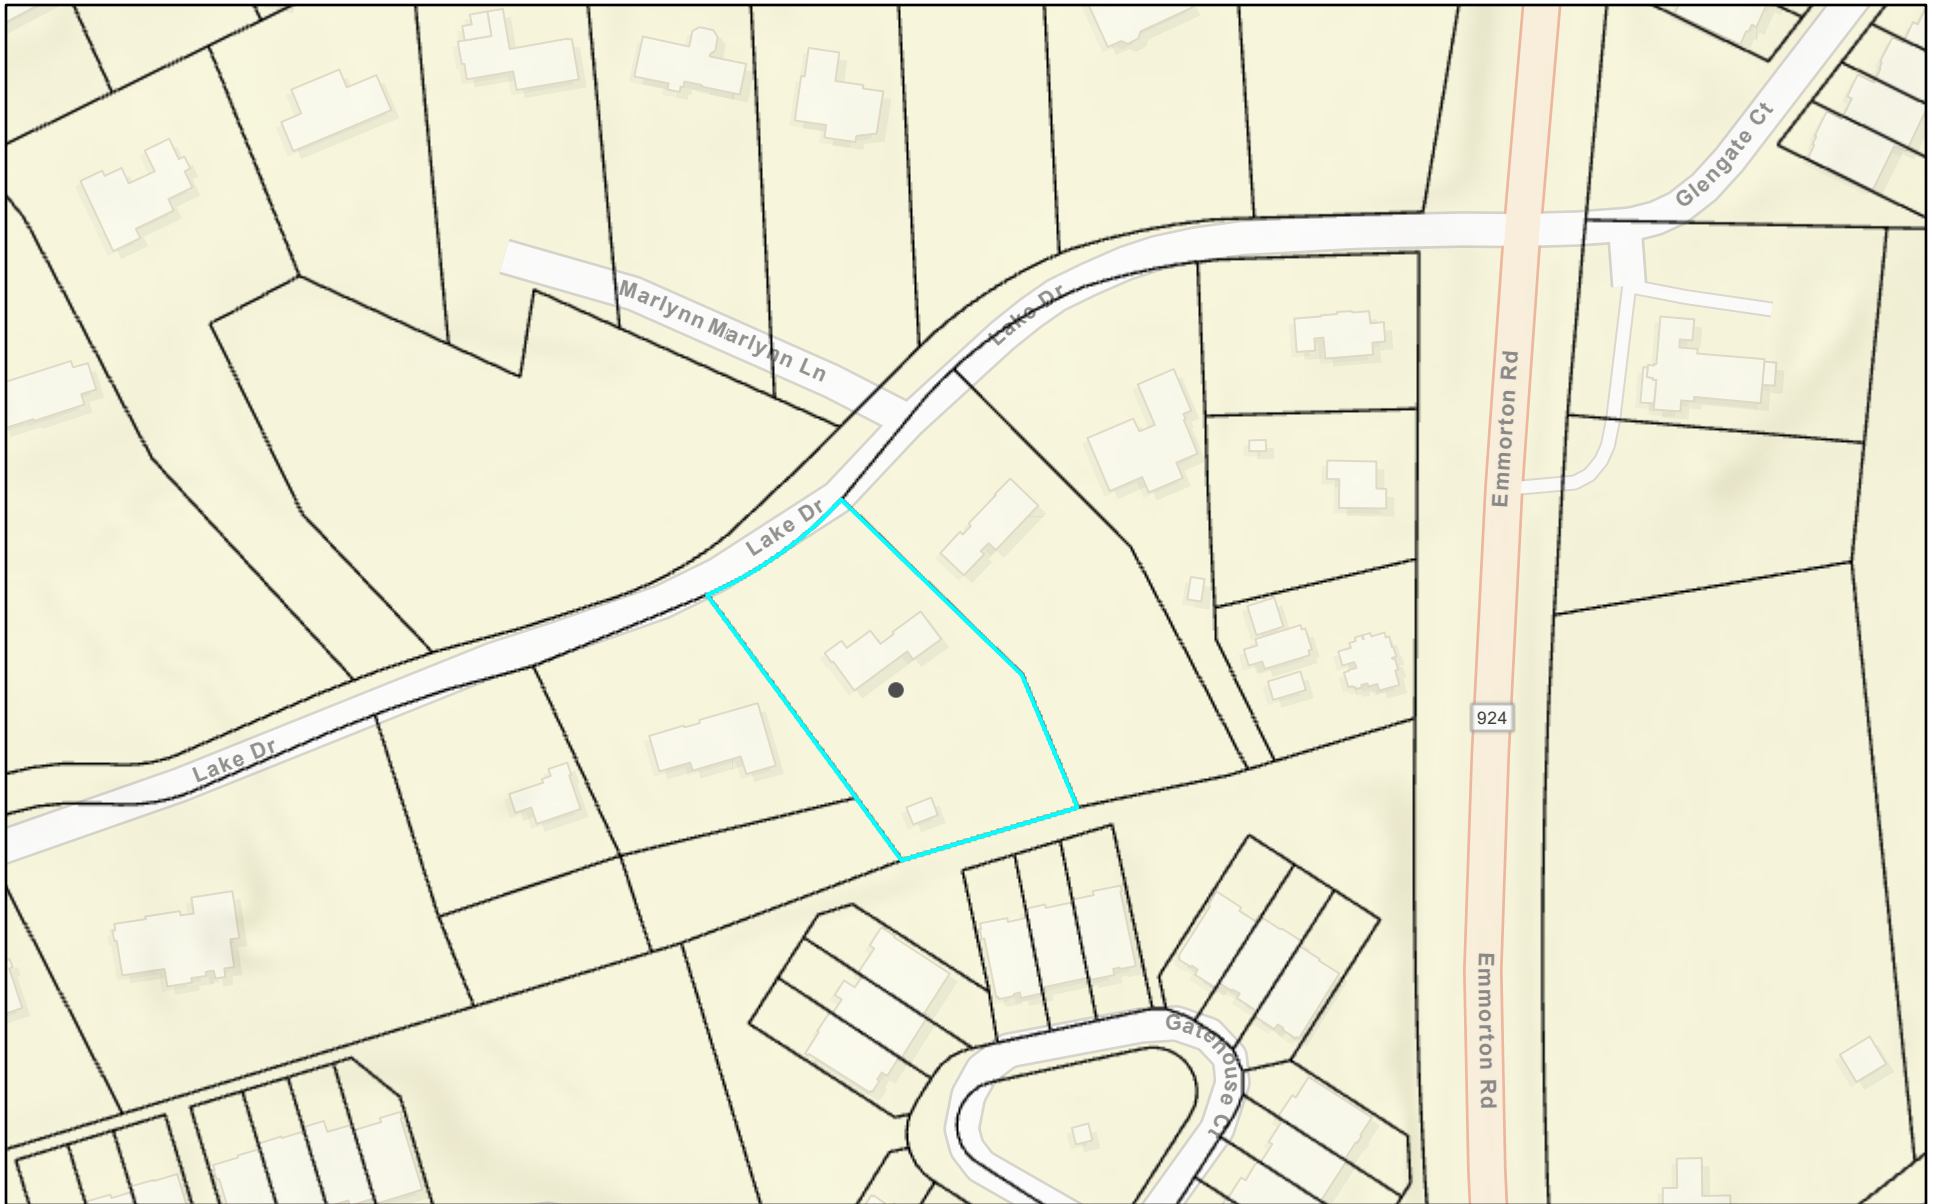 Glengate Ct
Marlynn Marlynn Ln
Lake Dr
Emmorton Rd
Lake Dr
924
Lake Dr
Emmorton Rd
Gatehouse Ct